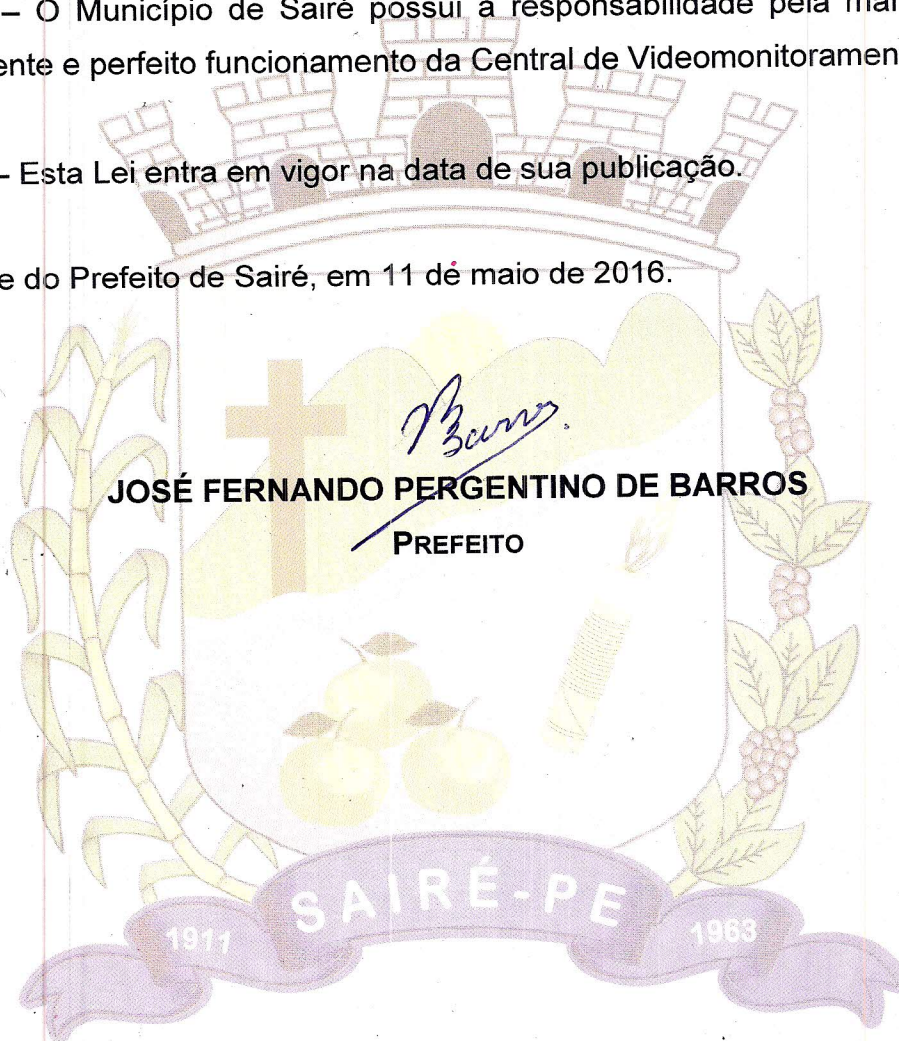 – O Município de Sairé possui a responsabilidade pela
ente e perfeito funcionamento da Central de Videomonitoramen
– Esta Lei entra em vigor na data de sua publicação.
e do Prefeito de Sairé, em 11 de maio de 2016.
Barros
JOSÉ FERNANDO PERGENTINO DE BARROS
PREFEITO
SAIRÉ-PE
1911 1963